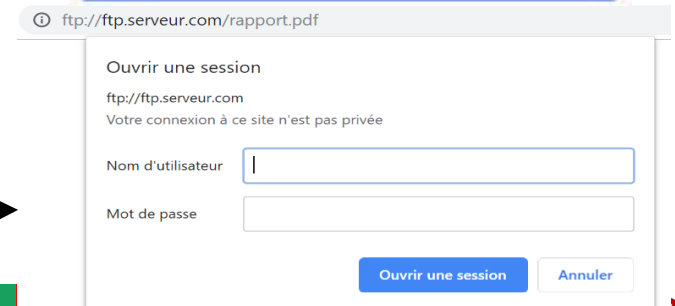 ftp://ftp.serveur.com/rapport.pdf
Ouvrir une session
ftp://ftp.serveur.com
Votre connexion à ce site n'est pas privée
Nom d'utilisateur
Mot de passe
Ouvrir une session Annuler